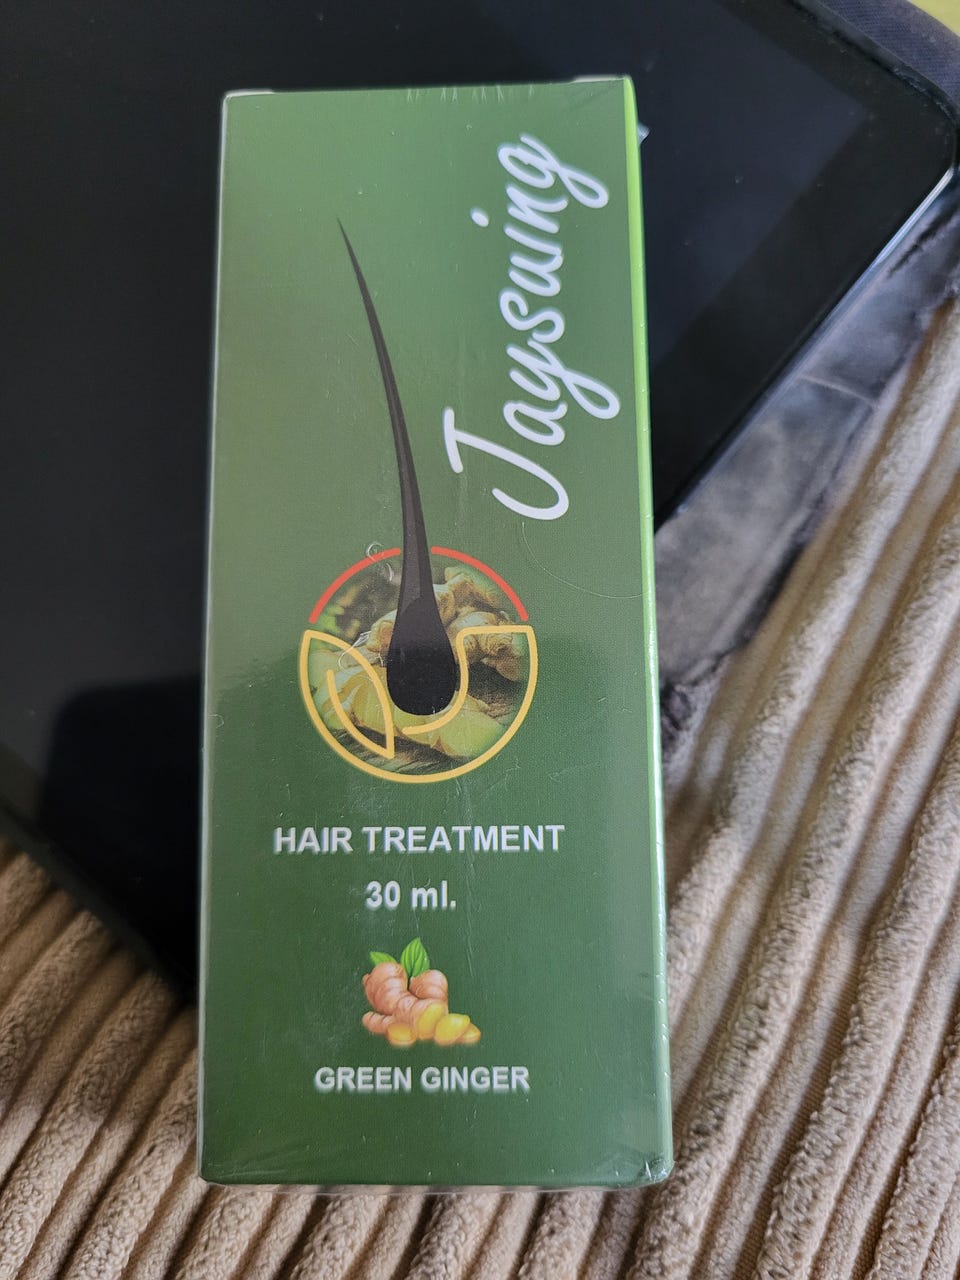 Jaysuing
HAIR TREATMENT
30 ml.
GREEN GINGER